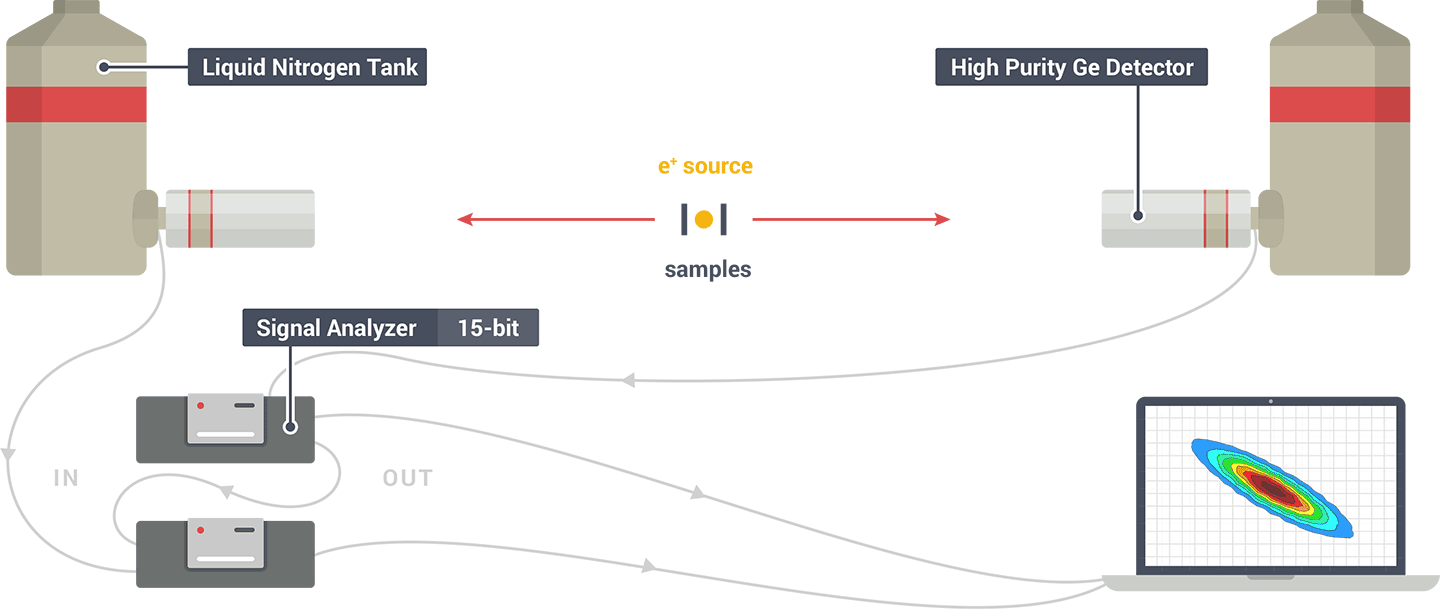 Liquid Nitrogen Tank
High Purity Ge Detector
e⁺ source
samples
Signal Analyzer 15-bit
IN
OUT